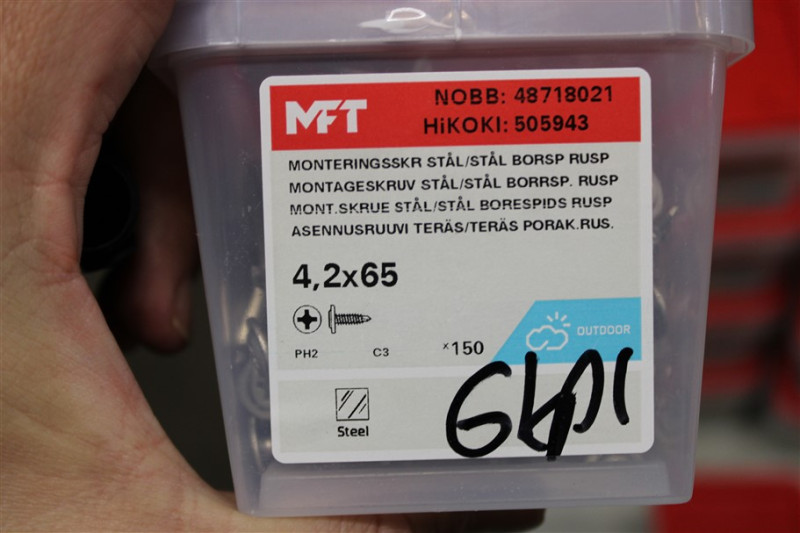 MFT
NOBB: 48718021
HiKOKI: 505943
MONTERINGSSKR STÅL/STÅL BORSP RUSP
MONTAGESKRUV STÅL/STÅL BORRSP. RUSP
MONT.SKRUE STÅL/STÅL BORESPIDS RUSP
ASENNUSRUUVI TERÄS/TERÄS PORAK.RUS.
4,2x65
PH2 C3 x150
OUTDOOR
Steel